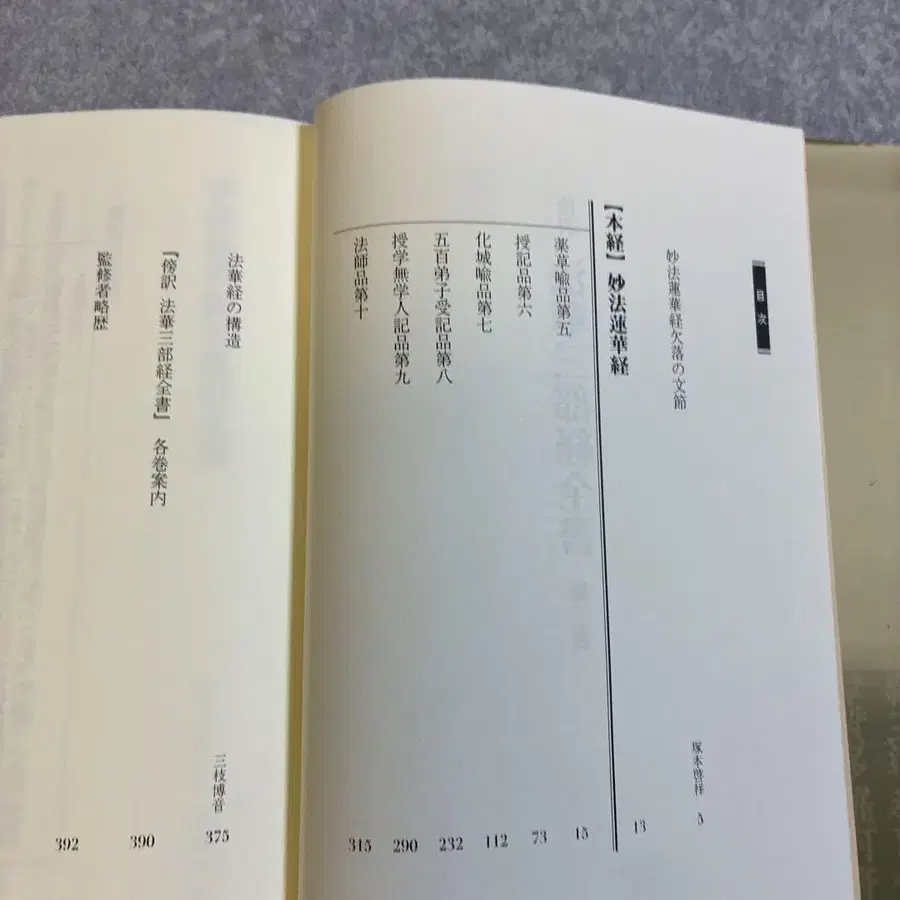 目次
妙法蓮華経欠落の文節 塚本啓祥 5
【本経】妙法蓮華経 13
薬草喩品第五 15
授記品第六 73
化城喩品第七 112
五百弟子受記品第八 232
授学無学人記品第九 290
法師品第十 315
法華経の構造 三枝博音 375
『傍訳 法華三部経全書』 各巻案内 390
監修者略歴 392